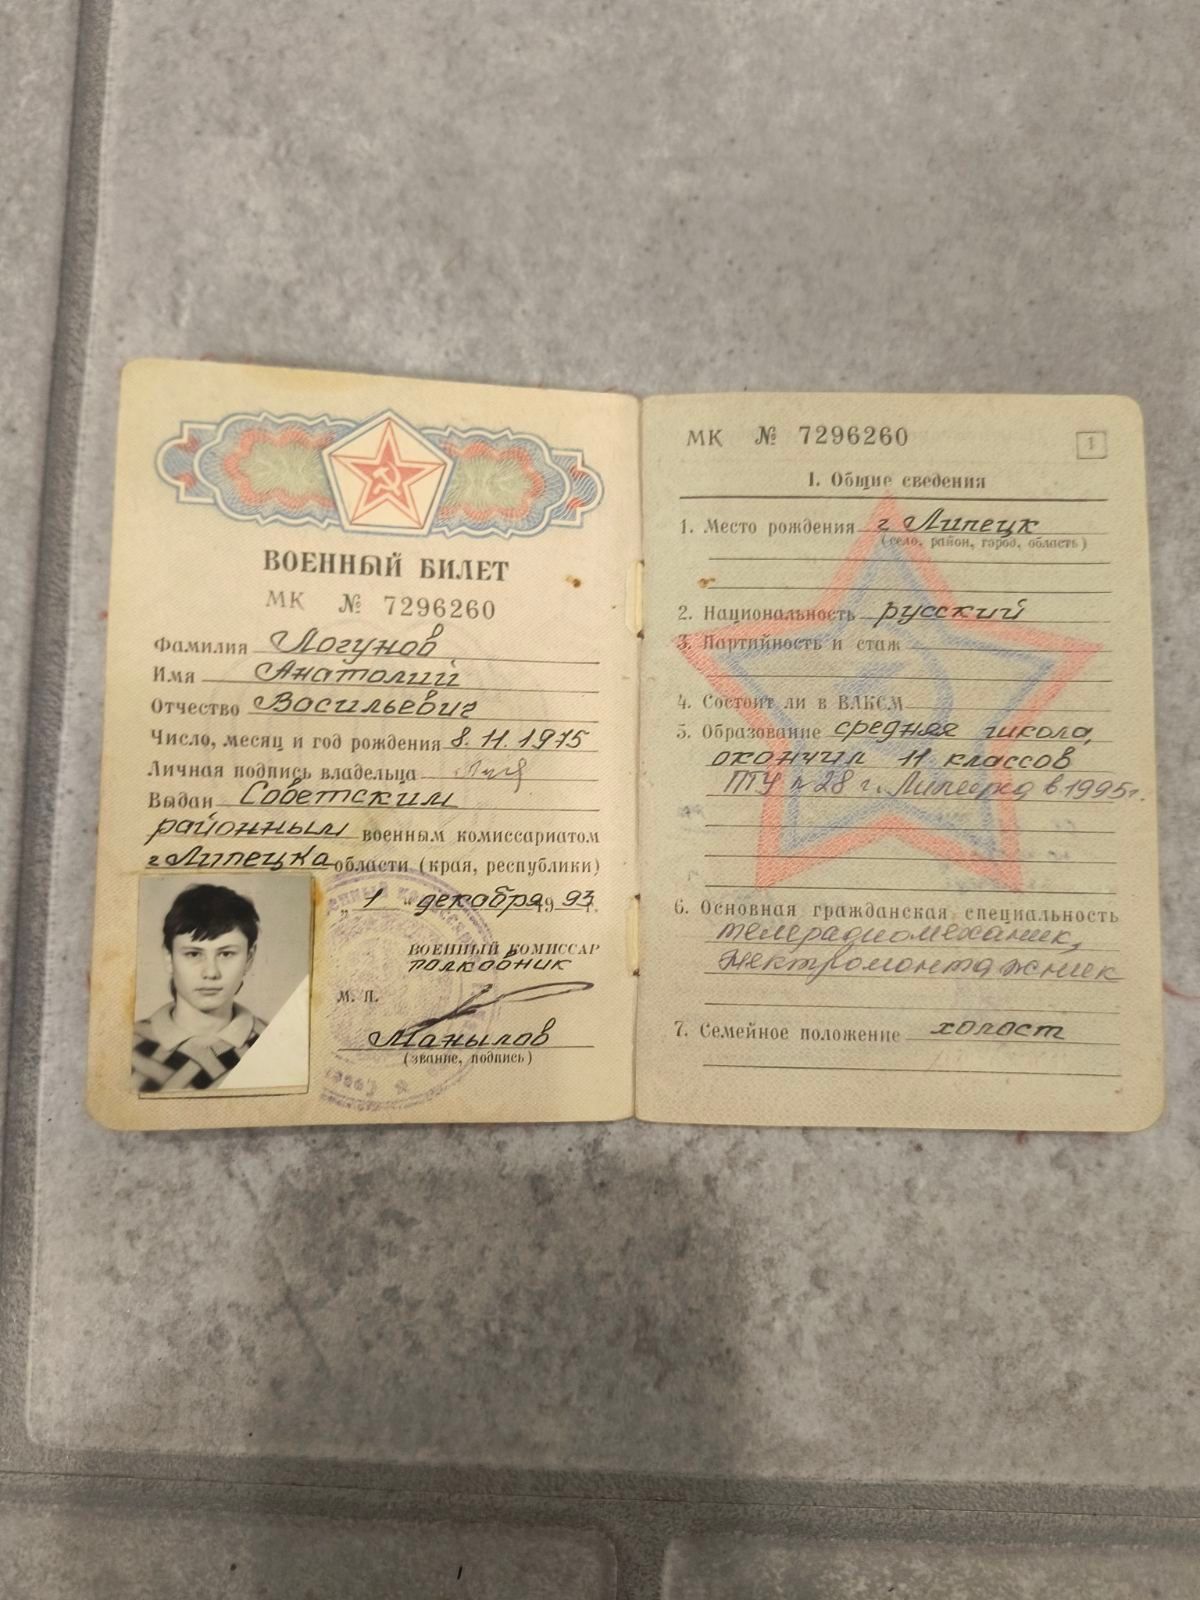 ВОЕННЫЙ БИЛЕТ
МК № 7296260
Фамилия Логунов
Имя Анатолий
Отчество Васильевич
Число, месяц и год рождения 8. 11. 1975
Личная подпись владельца
Выдан Советским
районным военным комиссариатом
г Липецка области (края, республики)
„ 1 " декабря 19 93 г.
ВОЕННЫЙ КОМИССАР
полковник
М. П.
Манылов
(звание, подпись)
МК № 7296260
1
I. Общие сведения
1. Место рождения г Липецк
(село, район, город, область)
2. Национальность русский
3. Партийность и стаж
4. Состоит ли в ВЛКСМ
5. Образование средняя школа,
окончил 11 классов
ПТУ n 28 г. Липецка в 1995г.
6. Основная гражданская специальность
телерадиомеханик,
электромонтажник
7. Семейное положение холост